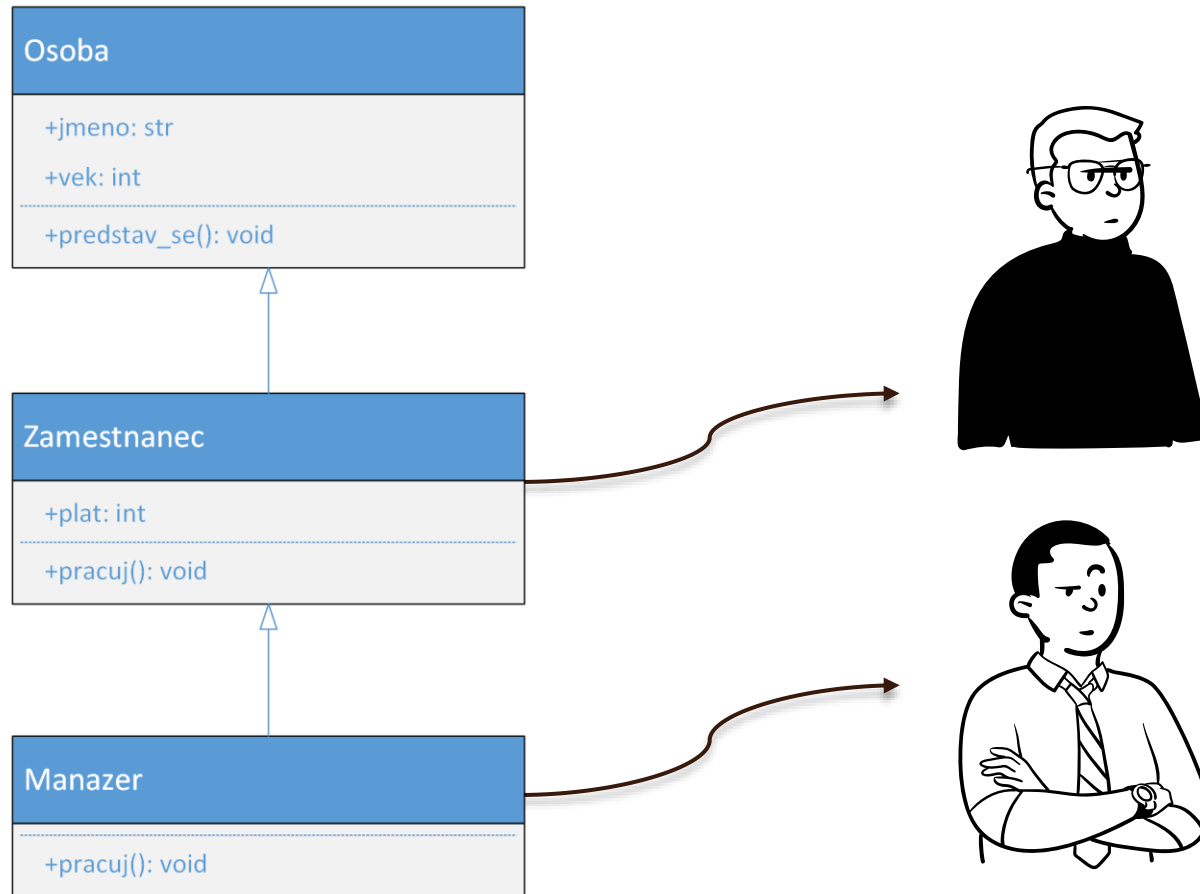 Osoba
+jmeno: str
+vek: int
+predstav_se(): void
Zamestnanec
+plat: int
+pracuj(): void
Manazer
+pracuj(): void